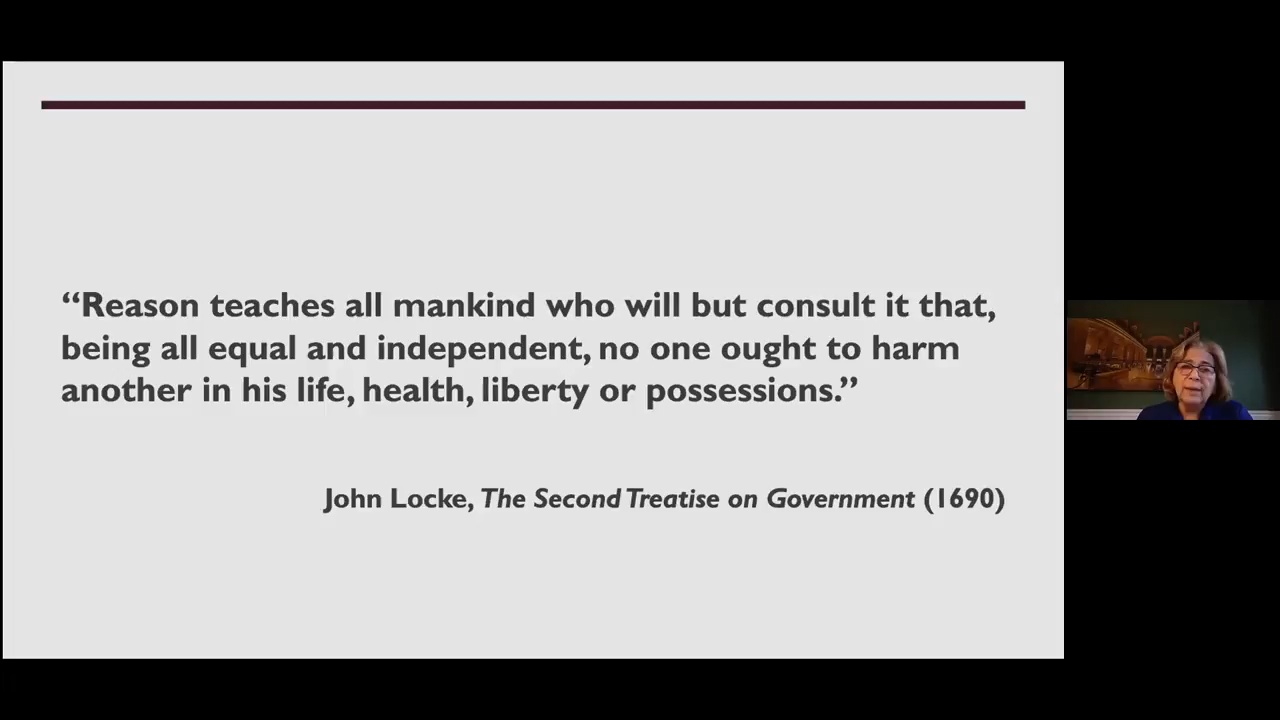 “Reason teaches all mankind who will but consult it that,
being all equal and independent, no one ought to harm
another in his life, health, liberty or possessions.”
John Locke, The Second Treatise on Government (1690)